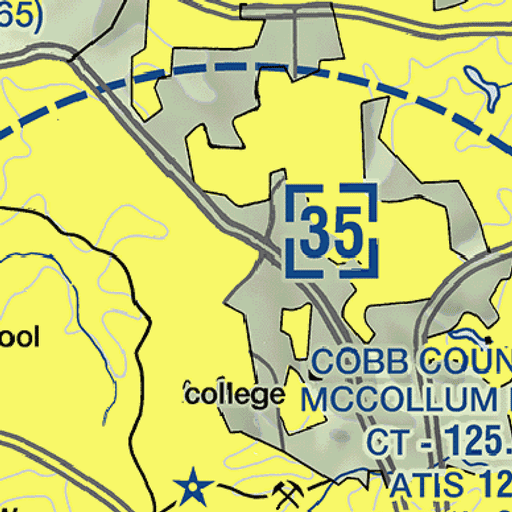 65)
35
ool
COBB COUN
college
MCCOLLUM
CT - 125.
ATIS 12